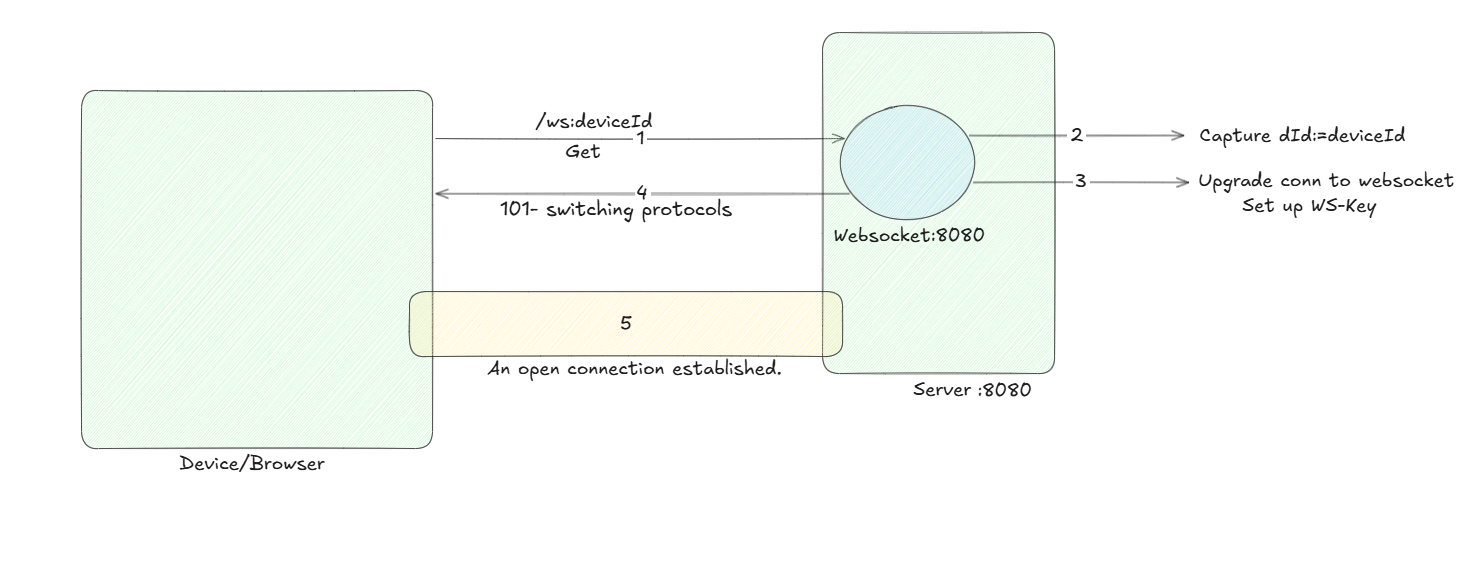 /ws:deviceId
1
Get
4
101- switching protocols
2
Capture dId:=deviceId
3
Upgrade conn to websocket
Set up WS-Key
Websocket:8080
5
An open connection established.
Server :8080
Device/Browser